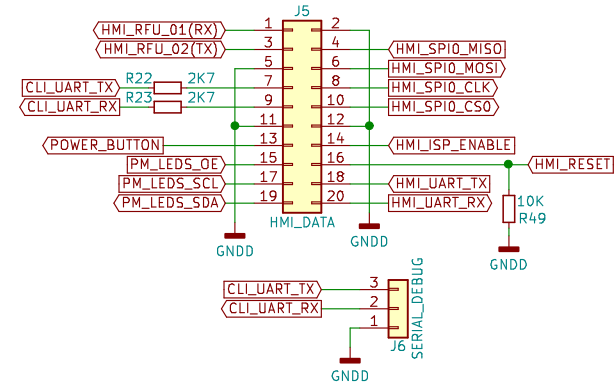 J5
HMI_RFU_01(RX) 1 2
HMI_RFU_02(TX) 3 4 HMI_SPI0_MISO
5 6 HMI_SPI0_MOSI
CLI_UART_TX R22 2K7 7 8 HMI_SPI0_CLK
CLI_UART_RX R23 2K7 9 10 HMI_SPI0_CS0
11 12
POWER_BUTTON 13 14 HMI_ISP_ENABLE
PM_LEDS_OE 15 16 HMI_RESET
PM_LEDS_SCL 17 18 HMI_UART_TX
PM_LEDS_SDA 19 20 HMI_UART_RX
10K
R49
HMI_DATA
GNDD GNDD GNDD
CLI_UART_TX 3
CLI_UART_RX 2
1
SERIAL_DEBUG
J6
GNDD